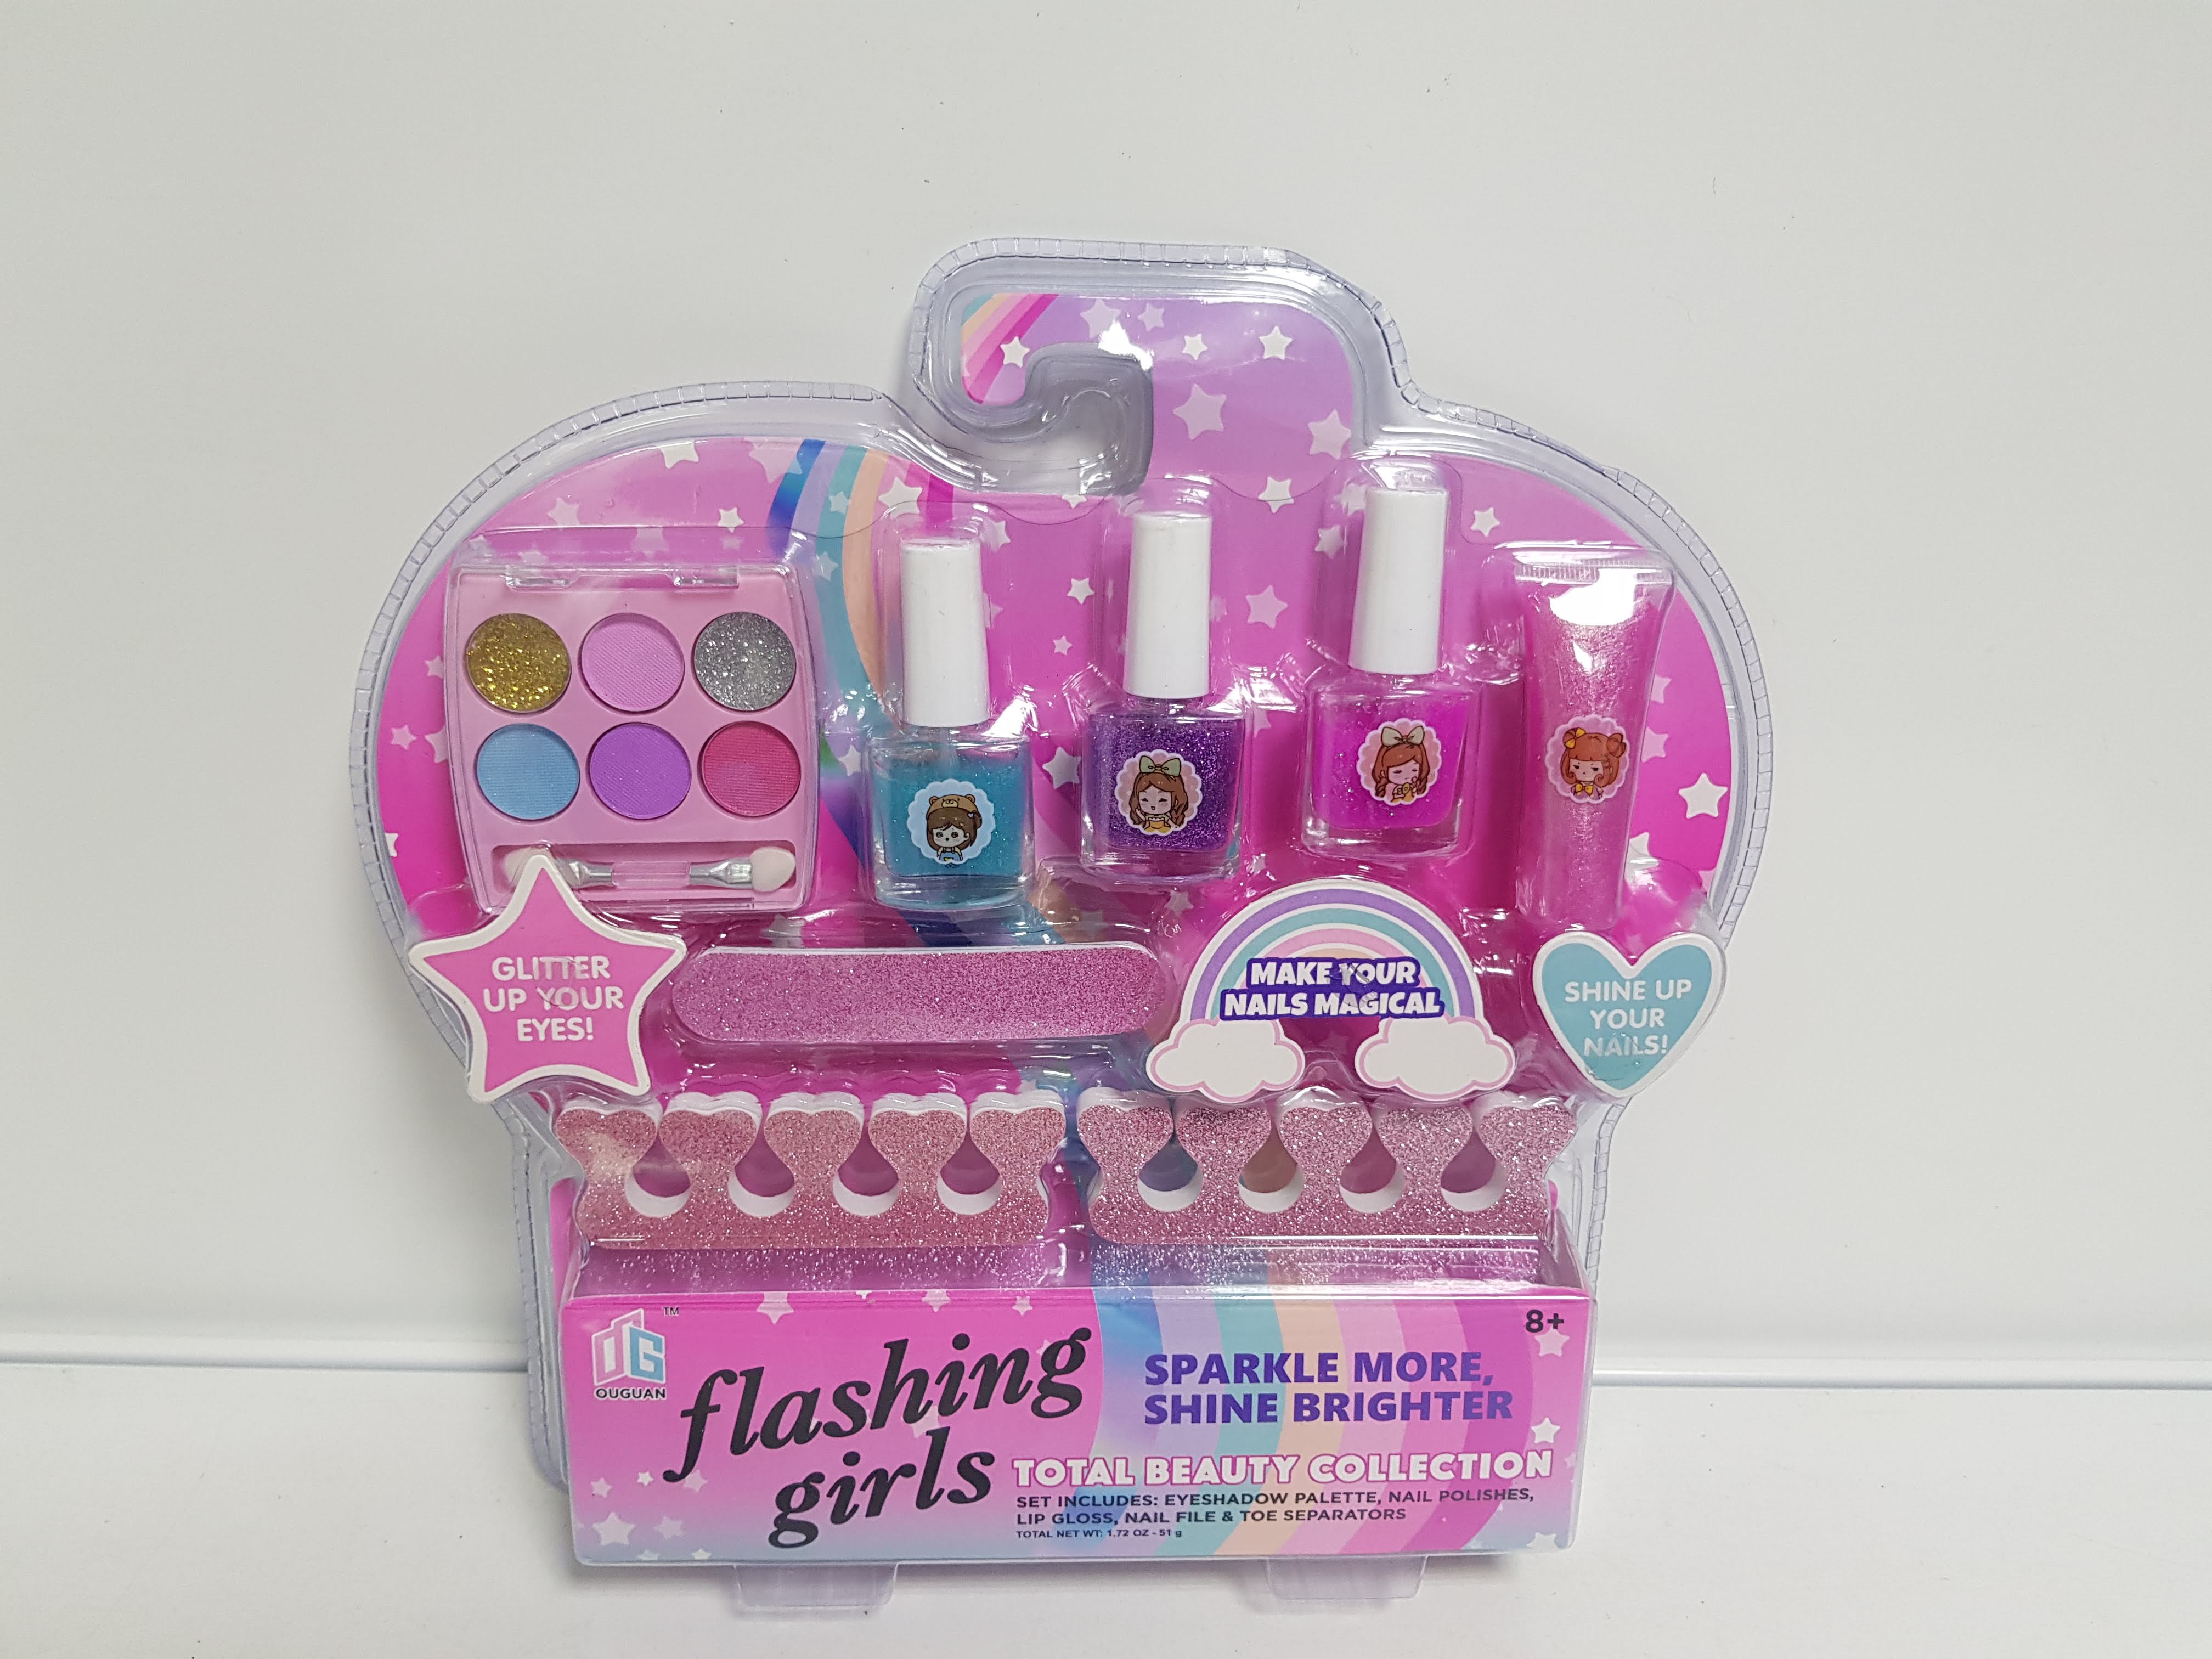 GLITTER
UP YOUR
EYES!
MAKE YOUR
NAILS MAGICAL
SHINE UP
YOUR
NAILS!
OG TM
OUGUAN
flashing
girls
8+
SPARKLE MORE,
SHINE BRIGHTER
TOTAL BEAUTY COLLECTION
SET INCLUDES: EYESHADOW PALETTE, NAIL POLISHES,
LIP GLOSS, NAIL FILE & TOE SEPARATORS
TOTAL NET WT: 1.72 OZ - 51 g